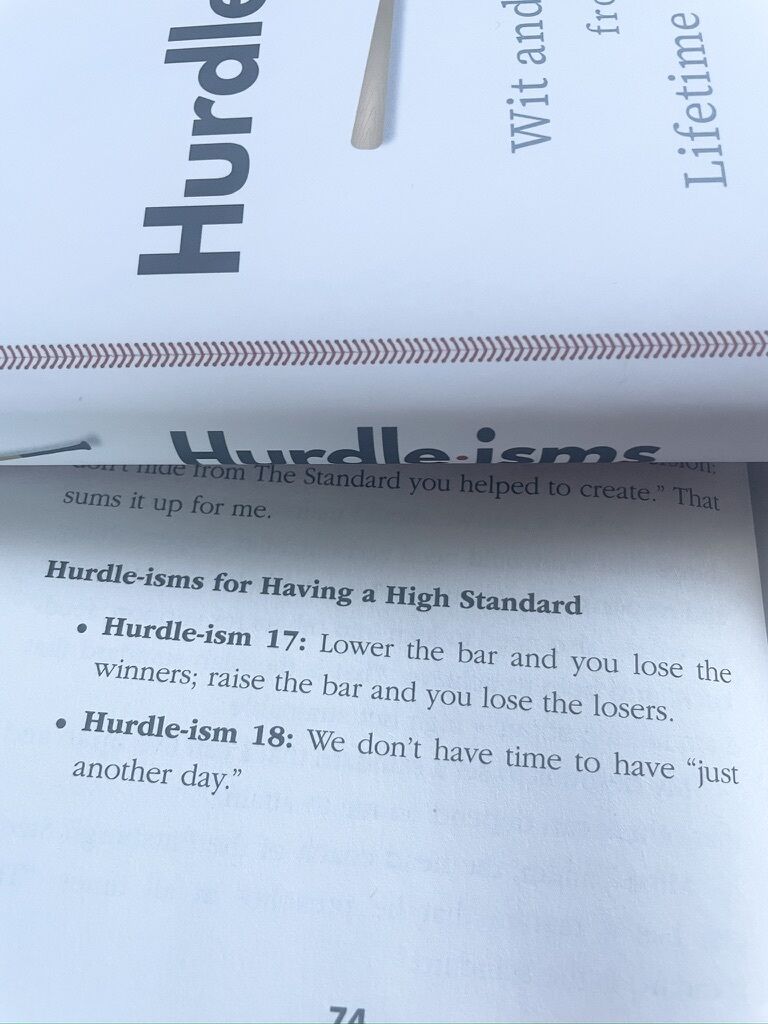 Hurdle
Wit and
fro
Lifetime
Hurdle-isms
don't hide from The Standard you helped to create.” That
sums it up for me.
Hurdle-isms for Having a High Standard
• Hurdle-ism 17: Lower the bar and you lose the
winners; raise the bar and you lose the losers.
• Hurdle-ism 18: We don’t have time to have “just
another day.”
74